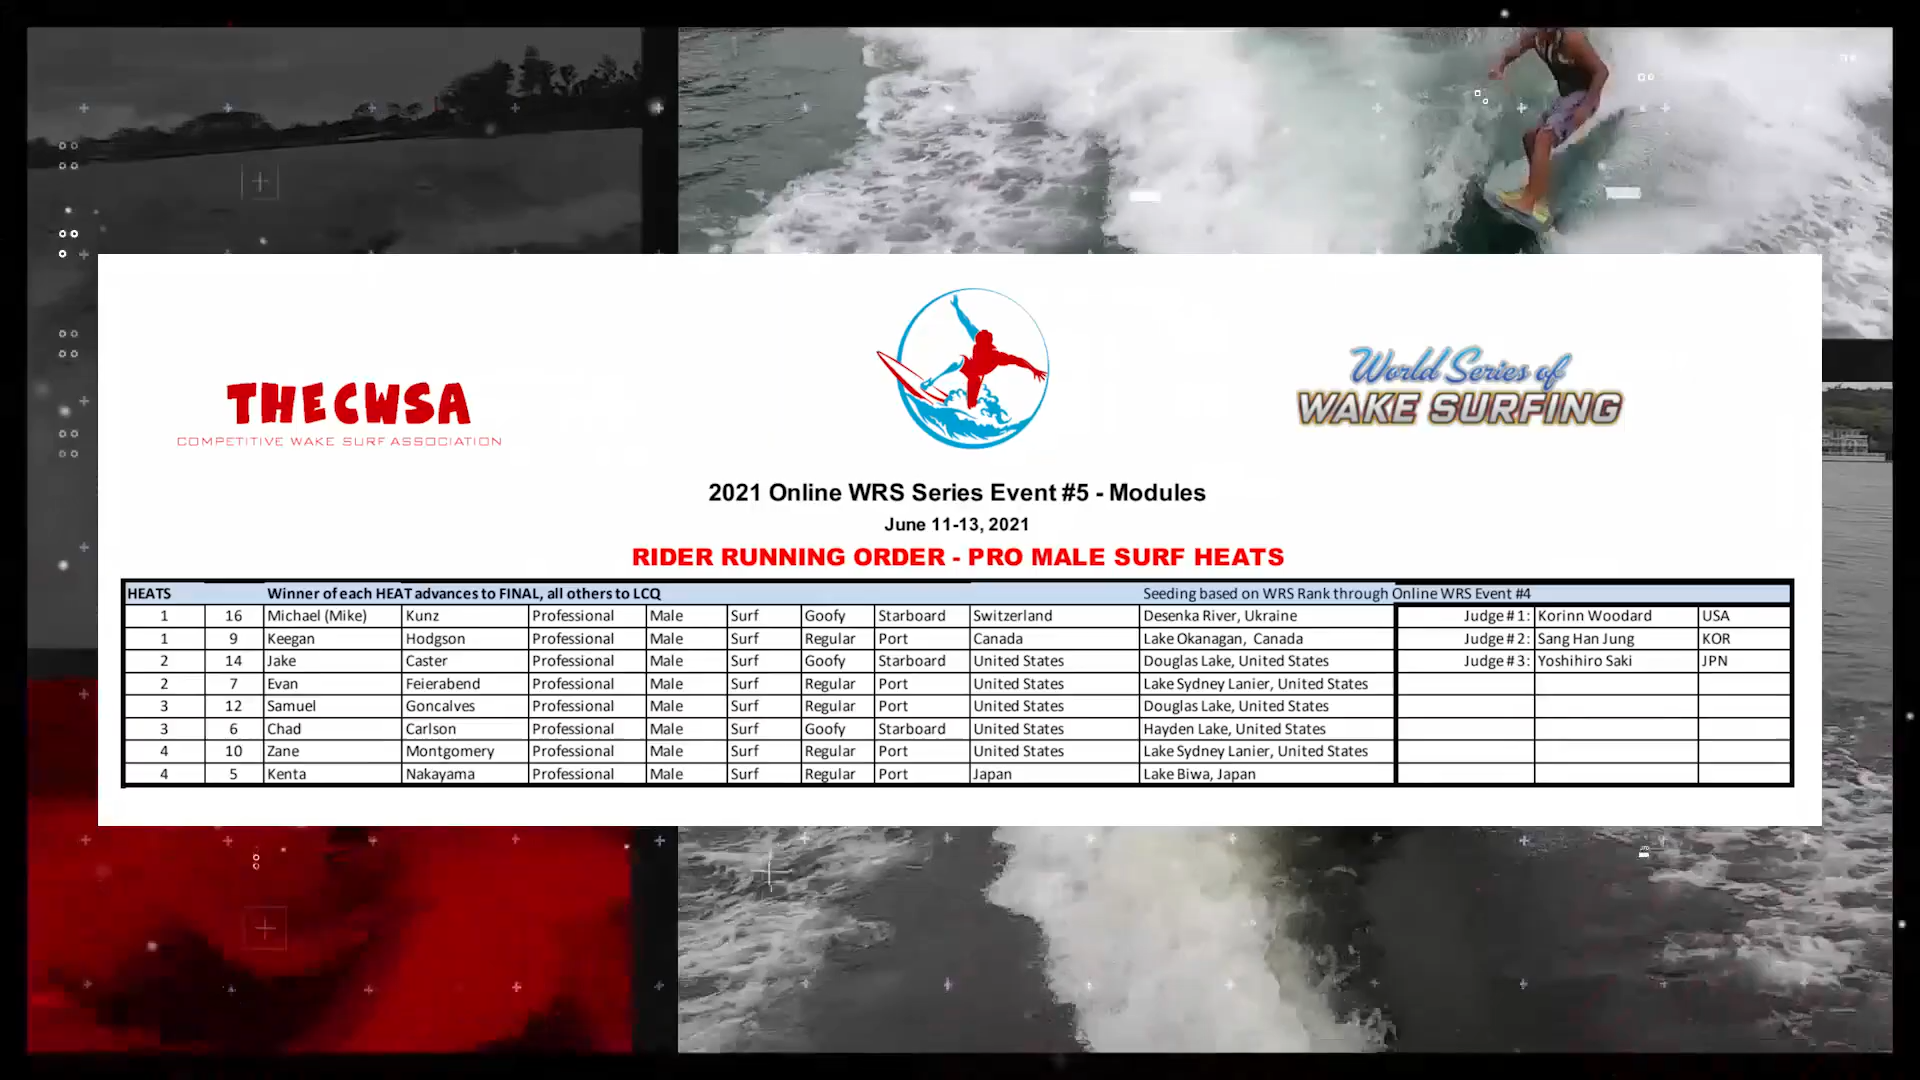 THECWSA
COMPETITIVE WAKE SURF ASSOCIATION
World Series of
WAKE SURFING
2021 Online WRS Series Event #5 - Modules
June 11-13, 2021
RIDER RUNNING ORDER - PRO MALE SURF HEATS
HEATS Winner of each HEAT advances to FINAL, all others to LCQ Seeding based on WRS Rank through Online WRS Event #4
1 16 Michael (Mike) Kunz Professional Male Surf Goofy Starboard Switzerland Desenka River, Ukraine Judge # 1: Korinn Woodard USA
1 9 Keegan Hodgson Professional Male Surf Regular Port Canada Lake Okanagan, Canada Judge # 2: Sang Han Jung KOR
2 14 Jake Caster Professional Male Surf Goofy Starboard United States Douglas Lake, United States Judge # 3: Yoshihiro Saki JPN
2 7 Evan Feierabend Professional Male Surf Regular Port United States Lake Sydney Lanier, United States
3 12 Samuel Goncalves Professional Male Surf Regular Port United States Douglas Lake, United States
3 6 Chad Carlson Professional Male Surf Goofy Starboard United States Hayden Lake, United States
4 10 Zane Montgomery Professional Male Surf Regular Port United States Lake Sydney Lanier, United States
4 5 Kenta Nakayama Professional Male Surf Regular Port Japan Lake Biwa, Japan